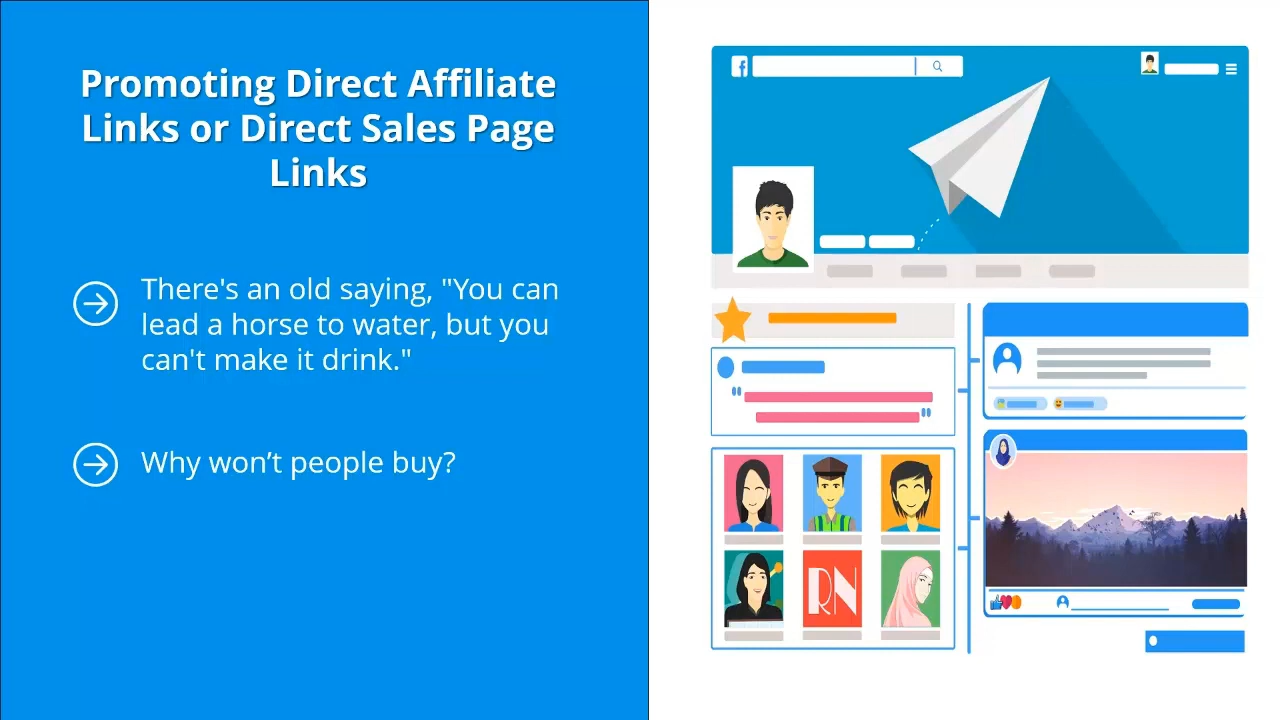 Promoting Direct Affiliate
Links or Direct Sales Page
Links
There's an old saying, "You can
lead a horse to water, but you
can't make it drink."
Why won’t people buy?
f
RN